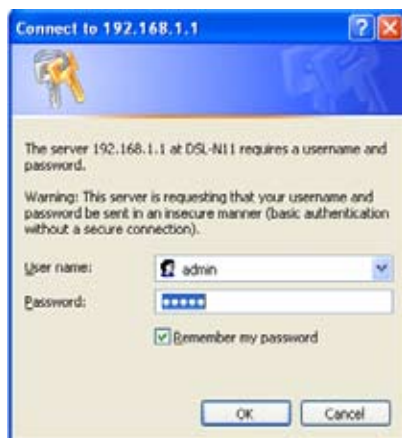 Connect to 192.168.1.1
The server 192.168.1.1 at DSL-N11 requires a username and
password.
Warning: This server is requesting that your username and
password be sent in an insecure manner (basic authentication
without a secure connection).
User name:
admin
Password:
•••••
Remember my password
OK
Cancel